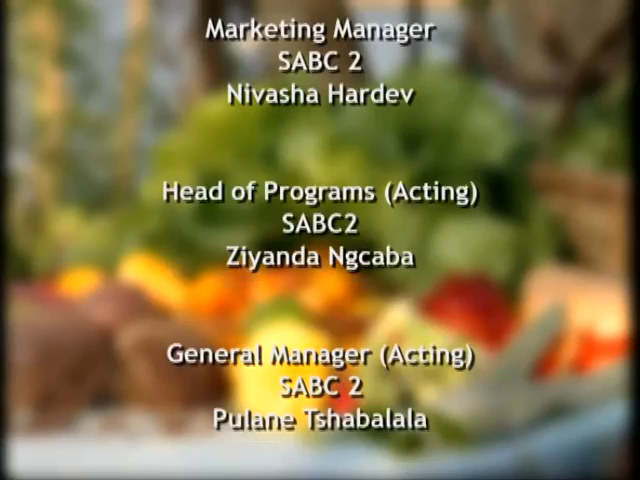 Marketing Manager
SABC 2
Nivasha Hardev
Head of Programs (Acting)
SABC2
Ziyanda Ngcaba
General Manager (Acting)
SABC 2
Pulane Tshabalala